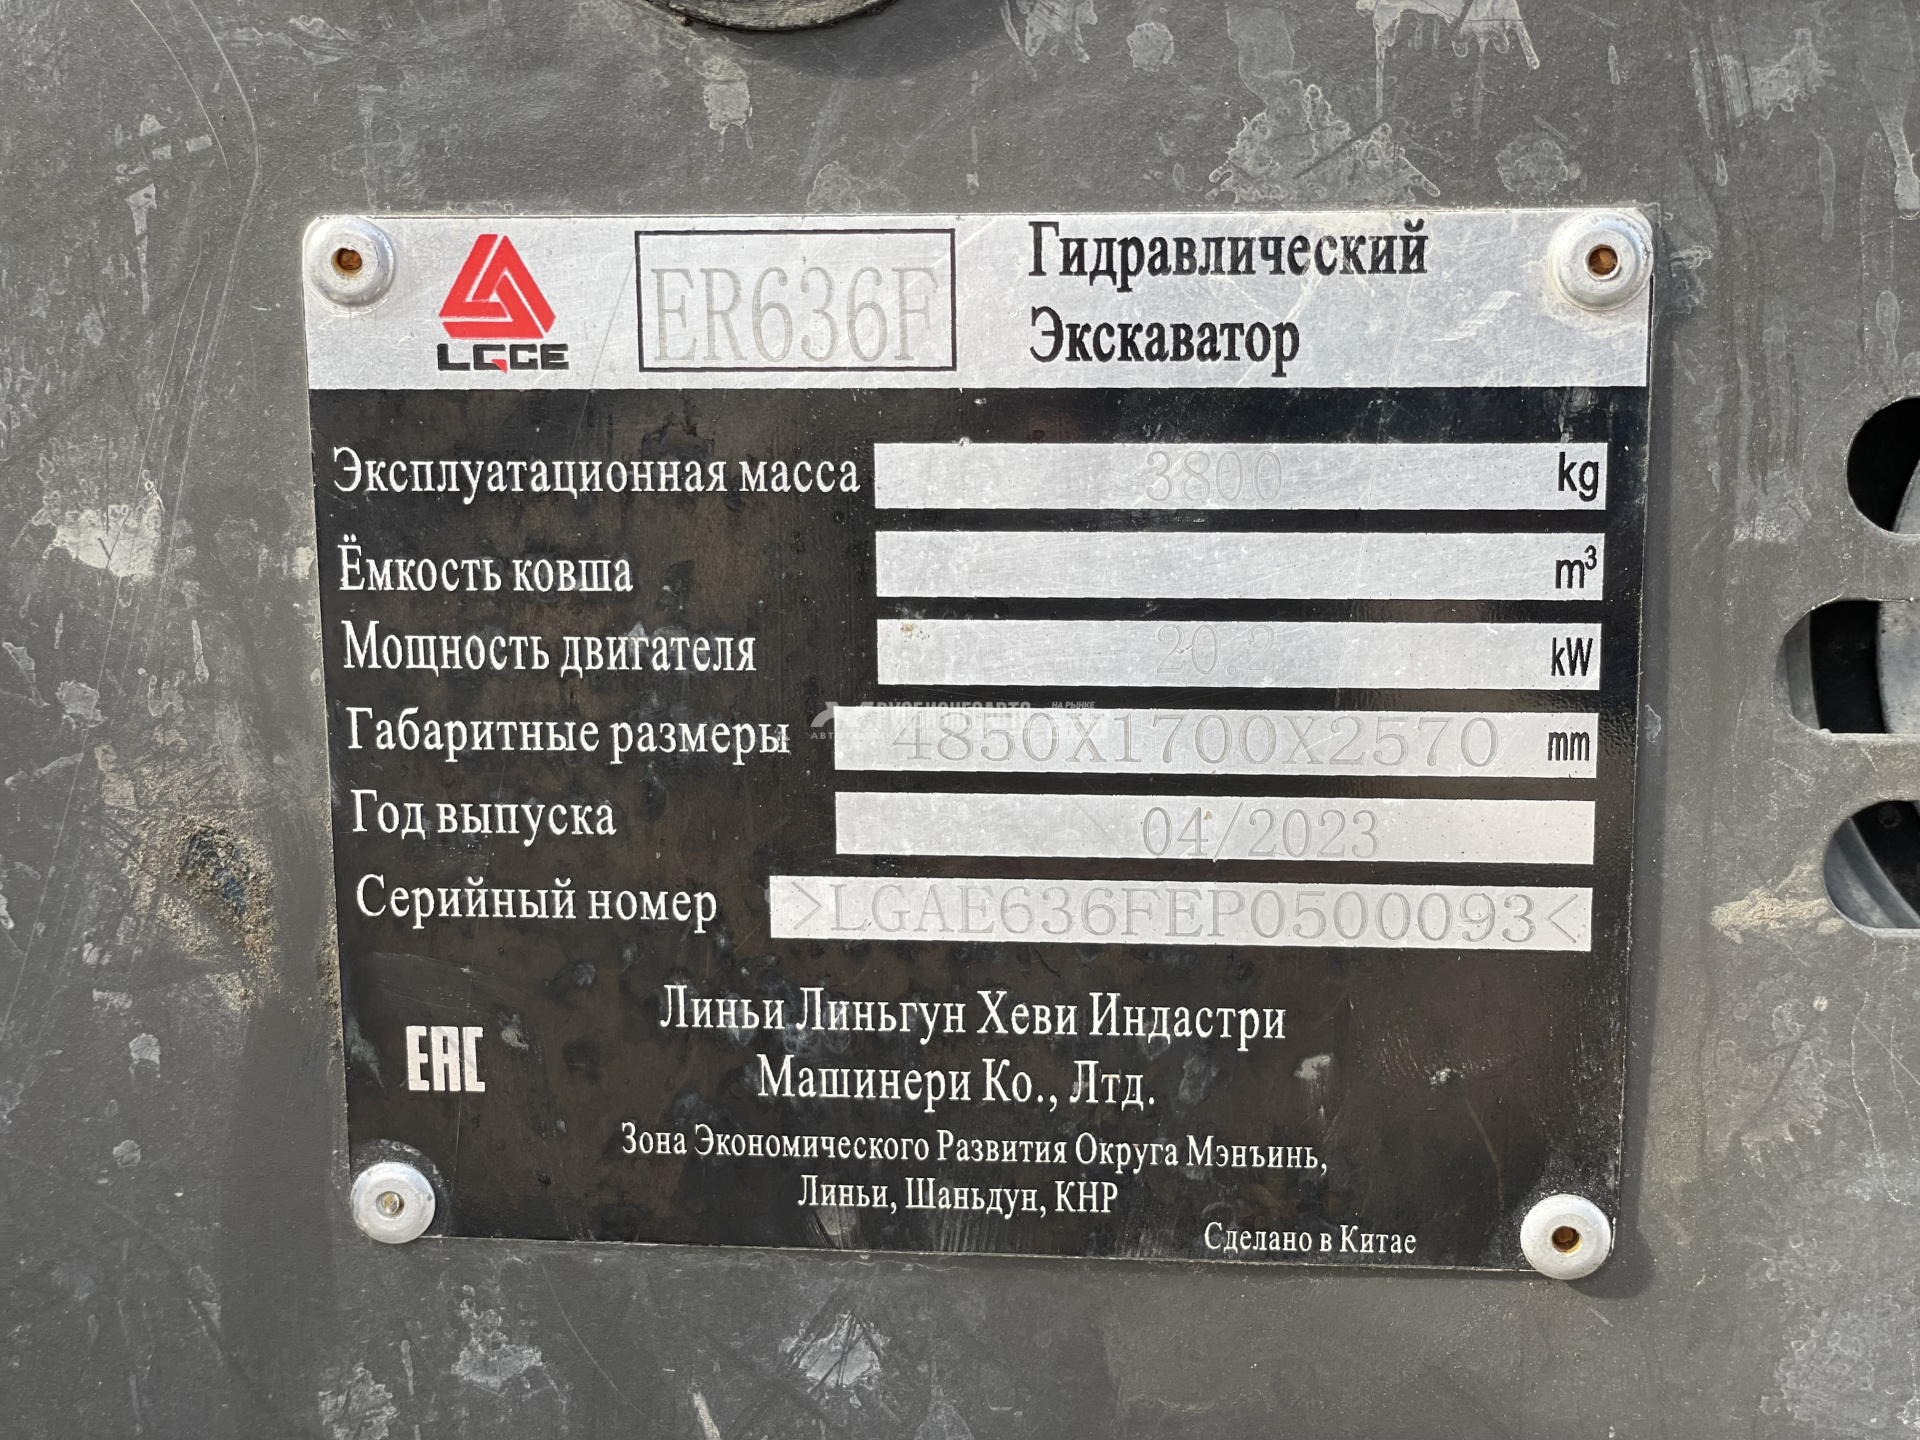 LGCE
ER636F
Гидравлический
Экскаватор
Эксплуатационная масса 3800 kg
Ёмкость ковша m³
Мощность двигателя 20.2 kW
Габаритные размеры 4850X1700X2570 mm
Год выпуска 04/2023
Серийный номер >LGAE636FEP0500093<
EAC
Линьи Линьгун Хеви Индастри
Машинери Ко., Лтд.
Зона Экономического Развития Округа Мэнъинь,
Линьи, Шаньдун, КНР
Сделано в Китае